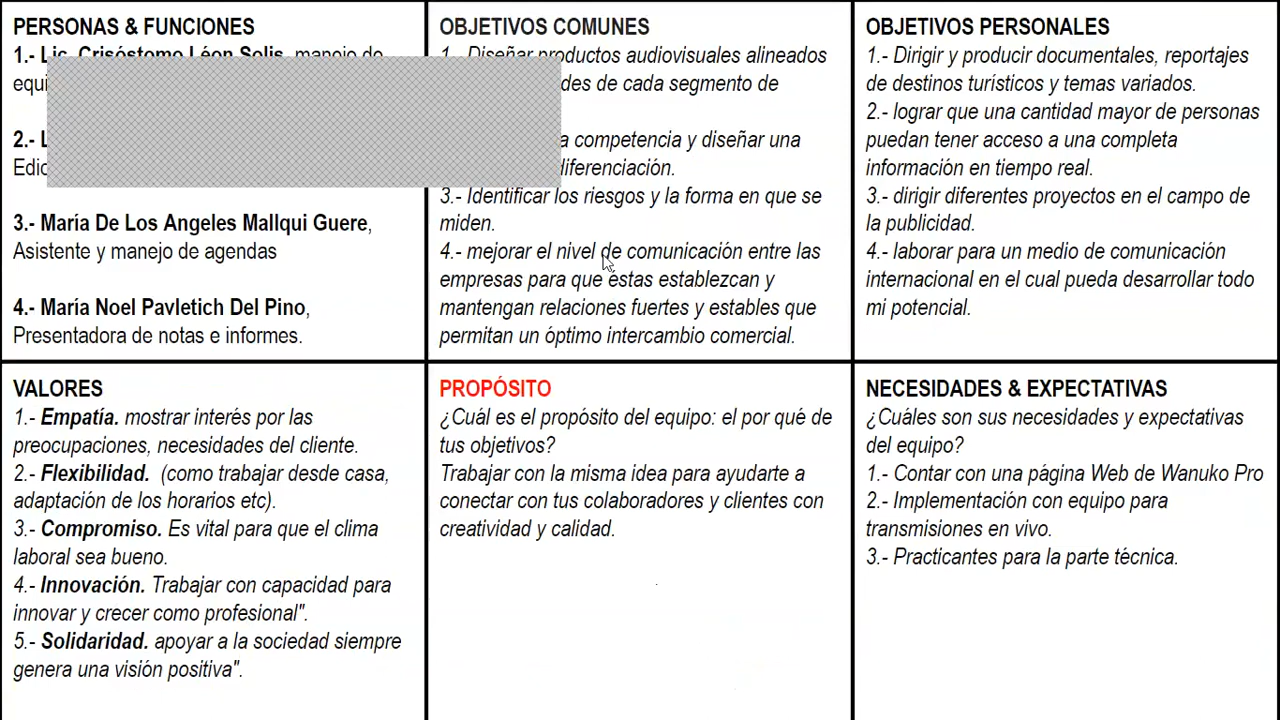 PERSONAS & FUNCIONES
1.- Lic. Crisóstomo Léon Solis, manejo de
2.-
3.- María De Los Angeles Mallqui Guere,
Asistente y manejo de agendas
4.- María Noel Pavletich Del Pino,
Presentadora de notas e informes.
OBJETIVOS COMUNES
1.- Diseñar productos audiovisuales alineados
de cada segmento de
a competencia y diseñar una
diferenciación.
3.- Identificar los riesgos y la forma en que se
miden.
4.- mejorar el nivel de comunicación entre las
empresas para que estas establezcan y
mantengan relaciones fuertes y estables que
permitan un óptimo intercambio comercial.
OBJETIVOS PERSONALES
1.- Dirigir y producir documentales, reportajes
de destinos turísticos y temas variados.
2.- lograr que una cantidad mayor de personas
puedan tener acceso a una completa
información en tiempo real.
3.- dirigir diferentes proyectos en el campo de
la publicidad.
4.- laborar para un medio de comunicación
internacional en el cual pueda desarrollar todo
mi potencial.
VALORES
1.- Empatía. mostrar interés por las
preocupaciones, necesidades del cliente.
2.- Flexibilidad. (como trabajar desde casa,
adaptación de los horarios etc).
3.- Compromiso. Es vital para que el clima
laboral sea bueno.
4.- Innovación. Trabajar con capacidad para
innovar y crecer como profesional".
5.- Solidaridad. apoyar a la sociedad siempre
genera una visión positiva".
PROPÓSITO
¿Cuál es el propósito del equipo: el por qué de
tus objetivos?
Trabajar con la misma idea para ayudarte a
conectar con tus colaboradores y clientes con
creatividad y calidad.
NECESIDADES & EXPECTATIVAS
¿Cuáles son sus necesidades y expectativas
del equipo?
1.- Contar con una página Web de Wanuko Pro
2.- Implementación con equipo para
transmisiones en vivo.
3.- Practicantes para la parte técnica.